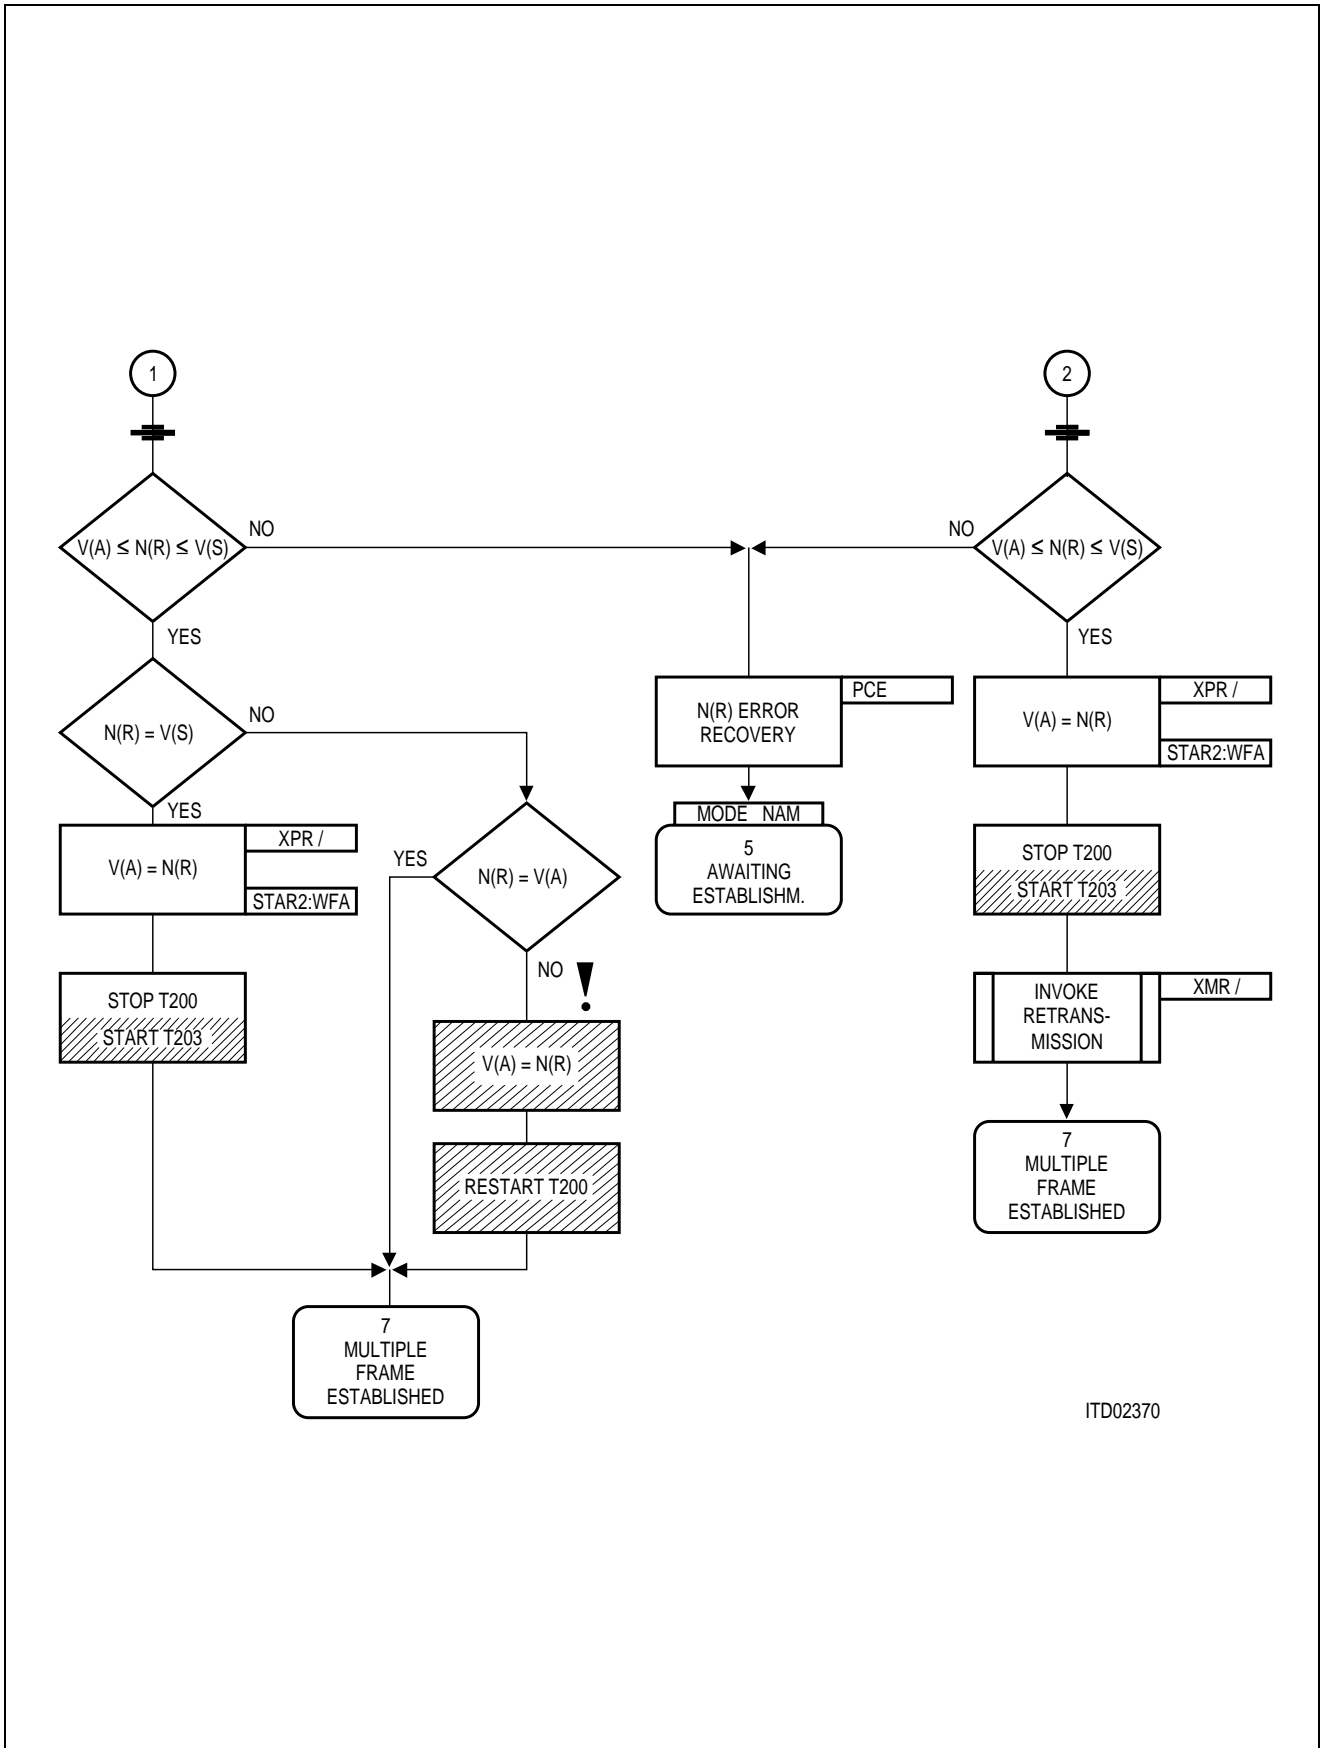 1
2
V(A) ≤ N(R) ≤ V(S)
NO
NO
V(A) ≤ N(R) ≤ V(S)
YES
YES
N(R) = V(S)
NO
N(R) ERROR
RECOVERY
PCE
V(A) = N(R)
XPR /
STAR2:WFA
YES
V(A) = N(R)
XPR /
STAR2:WFA
YES
N(R) = V(A)
MODE NAM
5
AWAITING
ESTABLISHM.
STOP T200
START T203
NO
!
STOP T200
START T203
V(A) = N(R)
INVOKE
RETRANS-
MISSION
XMR /
RESTART T200
7
MULTIPLE
FRAME
ESTABLISHED
7
MULTIPLE
FRAME
ESTABLISHED
ITD02370